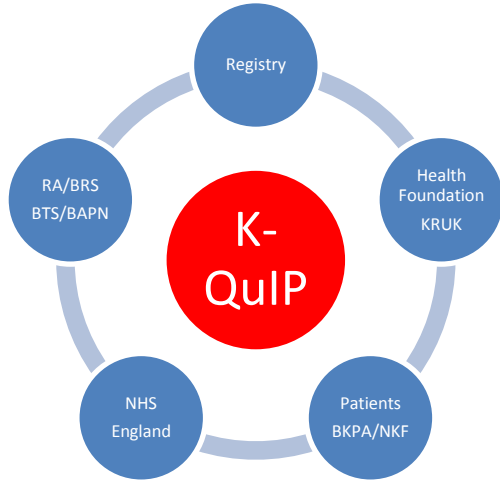 Registry
Health
Foundation
KRUK
Patients
BKPA/NKF
NHS
England
RA/BRS
BTS/BAPN
K-
QuIP